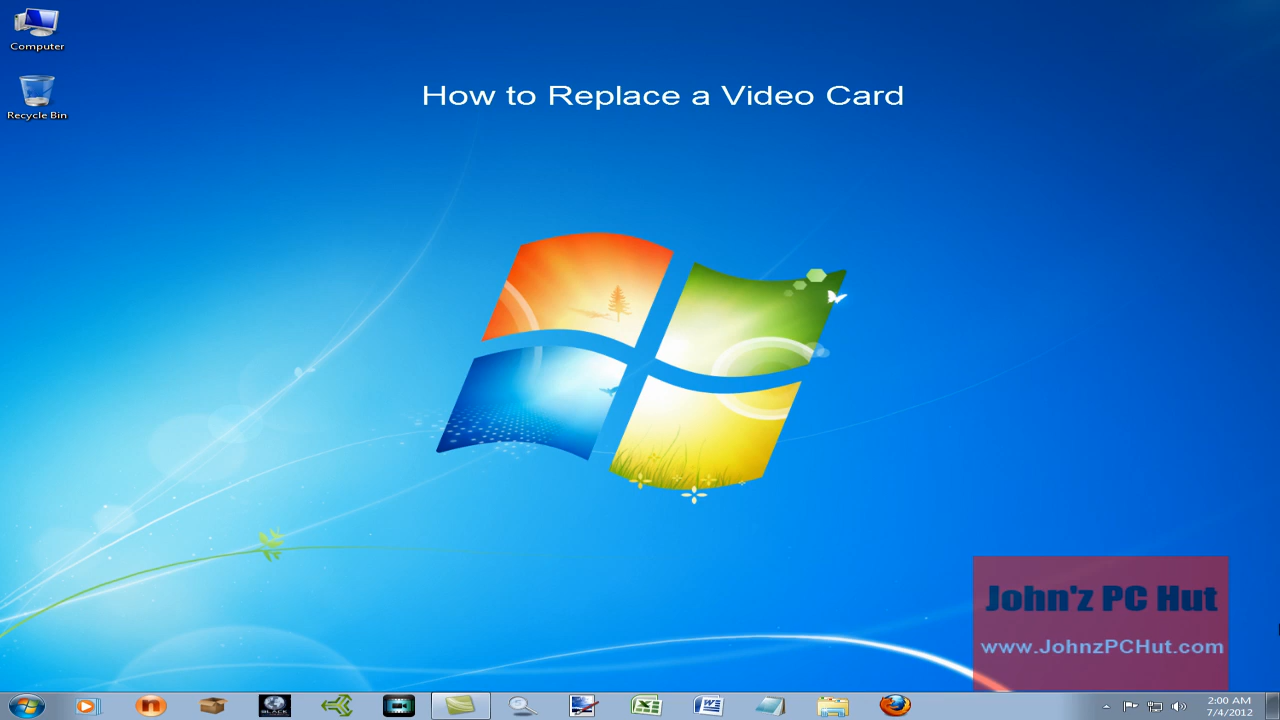 Computer
How to Replace a Video Card
Recycle Bin
John'z PC Hut
www.JohnzPCHut.com
n
BLACK
W
2:00 AM
7/4/2012